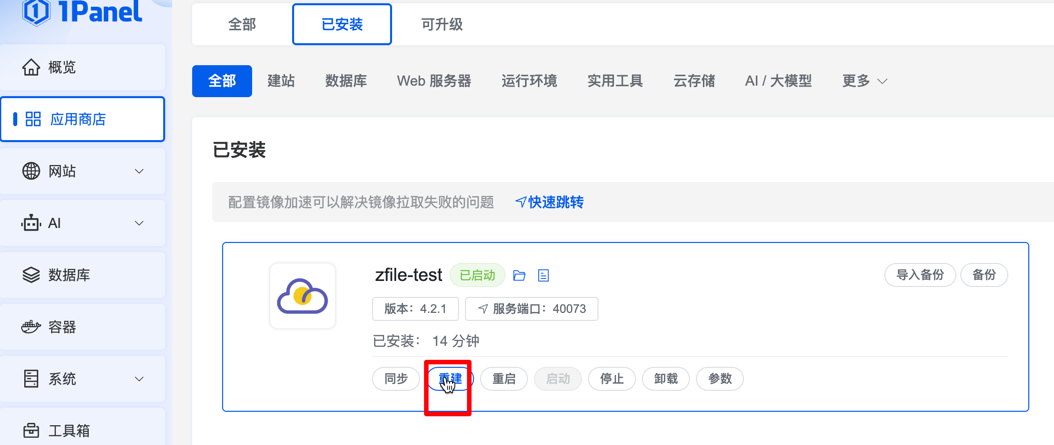 1Panel
全部 已安装 可升级
概览
全部 建站 数据库 Web 服务器 运行环境 实用工具 云存储 AI / 大模型 更多
应用商店
已安装
网站
配置镜像加速可以解决镜像拉取失败的问题 快速跳转
AI
数据库
zfile-test 已启动 导入备份 备份
版本：4.2.1 服务端口：40073
容器
已安装： 14 分钟
系统
同步 重建 重启 启动 停止 卸载 参数
工具箱